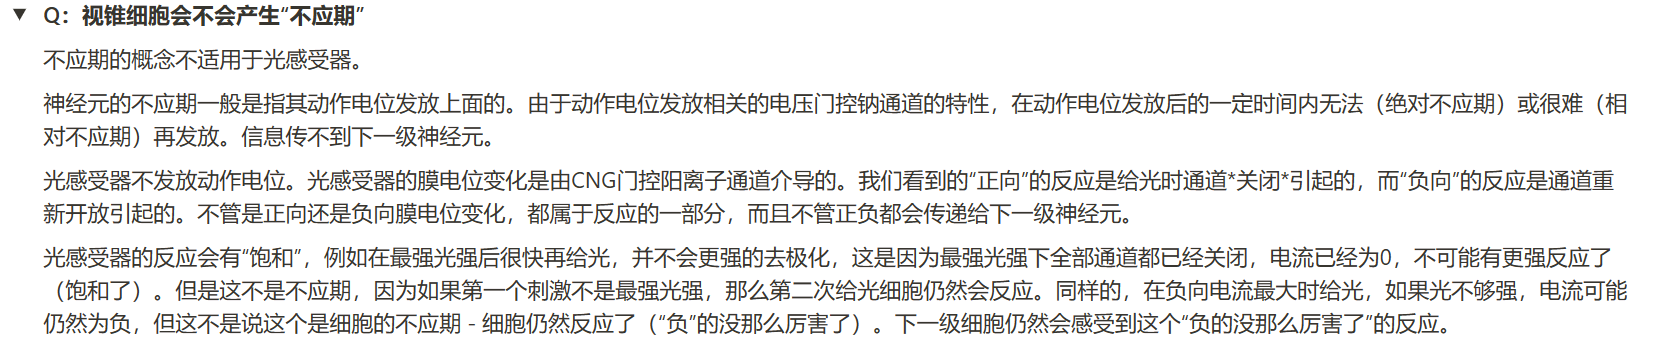 ▼ Q：视锥细胞会不会产生“不应期”
不应期的概念不适用于光感受器。
神经元的不应期一般是指其动作电位发放上面的。由于动作电位发放相关的电压门控钠通道的特性，在动作电位发放后的一定时间内无法（绝对不应期）或很难（相
对不应期）再发放。信息传不到下一级神经元。
光感受器不发放动作电位。光感受器的膜电位变化是由CNG门控阳离子通道介导的。我们看到的“正向”的反应是给光时通道*关闭*引起的，而“负向”的反应是通道重
新开放引起的。不管是正向还是负向膜电位变化，都属于反应的一部分，而且不管正负都会传递给下一级神经元。
光感受器的反应会有“饱和”，例如在最强光强后很快再给光，并不会更强的去极化，这是因为最强光强下全部通道都已经关闭，电流已经为0，不可能有更强反应了
（饱和了）。但是这不是不应期，因为如果第一个刺激不是最强光强，那么第二次给光细胞仍然会反应。同样的，在负向电流最大时给光，如果光不够强，电流可能
仍然为负，但这不是说这个是细胞的不应期 - 细胞仍然反应了（“负”的没那么厉害了）。下一级细胞仍然会感受到这个“负的没那么厉害了”的反应。